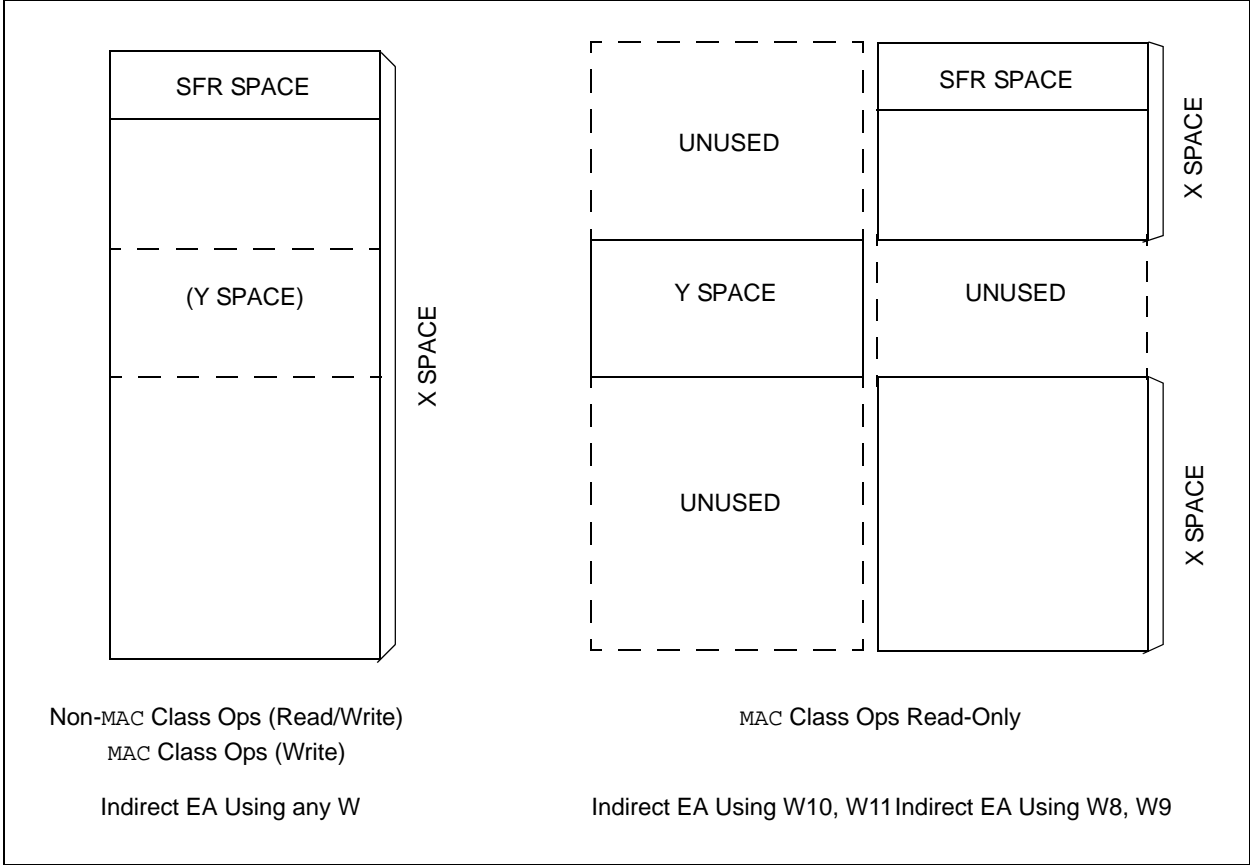 SFR SPACE
(Y SPACE)
X SPACE
Non-MAC Class Ops (Read/Write)
MAC Class Ops (Write)
Indirect EA Using any W
UNUSED
Y SPACE
UNUSED
SFR SPACE
X SPACE
UNUSED
X SPACE
MAC Class Ops Read-Only
Indirect EA Using W10, W11
Indirect EA Using W8, W9